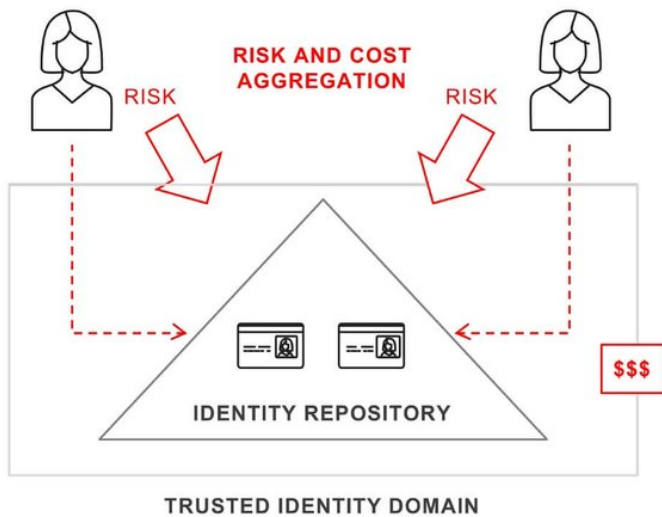 RISK AND COST
AGGREGATION
RISK
RISK
$$$
IDENTITY REPOSITORY
TRUSTED IDENTITY DOMAIN